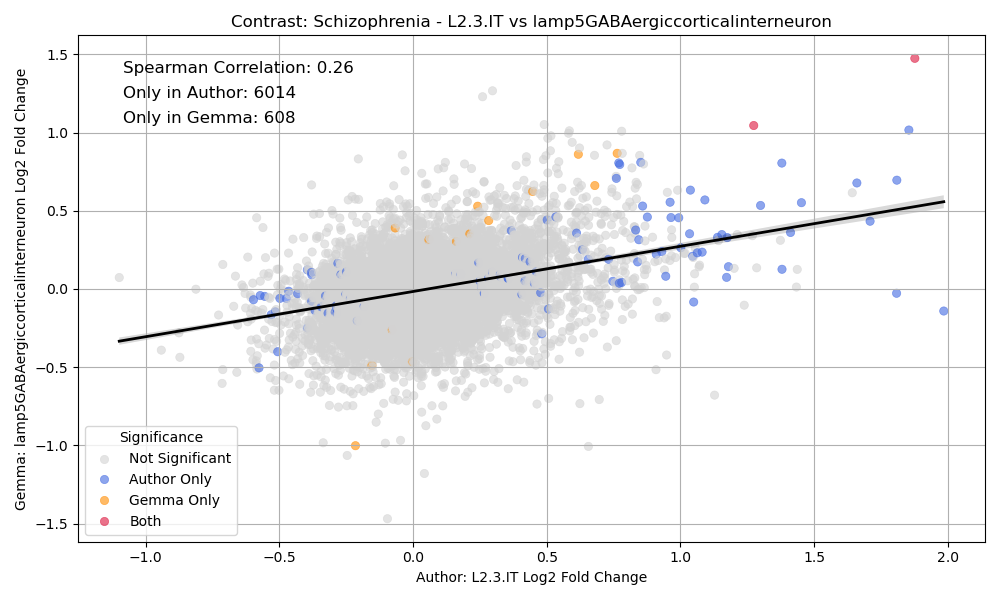 Contrast: Schizophrenia - L2.3.IT vs lamp5GABAergiccorticalinterneuron
Spearman Correlation: 0.26
Only in Author: 6014
Only in Gemma: 608
Gemma: lamp5GABAergiccorticalinterneuron Log2 Fold Change
1.5
1.0
0.5
0.0
−0.5
−1.0
−1.5
Significance
Not Significant
Author Only
Gemma Only
Both
−1.0
−0.5
0.0
0.5
1.0
1.5
2.0
Author: L2.3.IT Log2 Fold Change